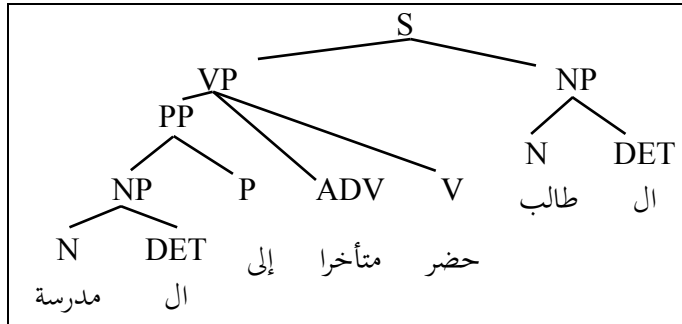 S
VP NP
PP N DET
NP P ADV V
طالب ال
N DET
حضر متأخرا إلى
ال مدرسة